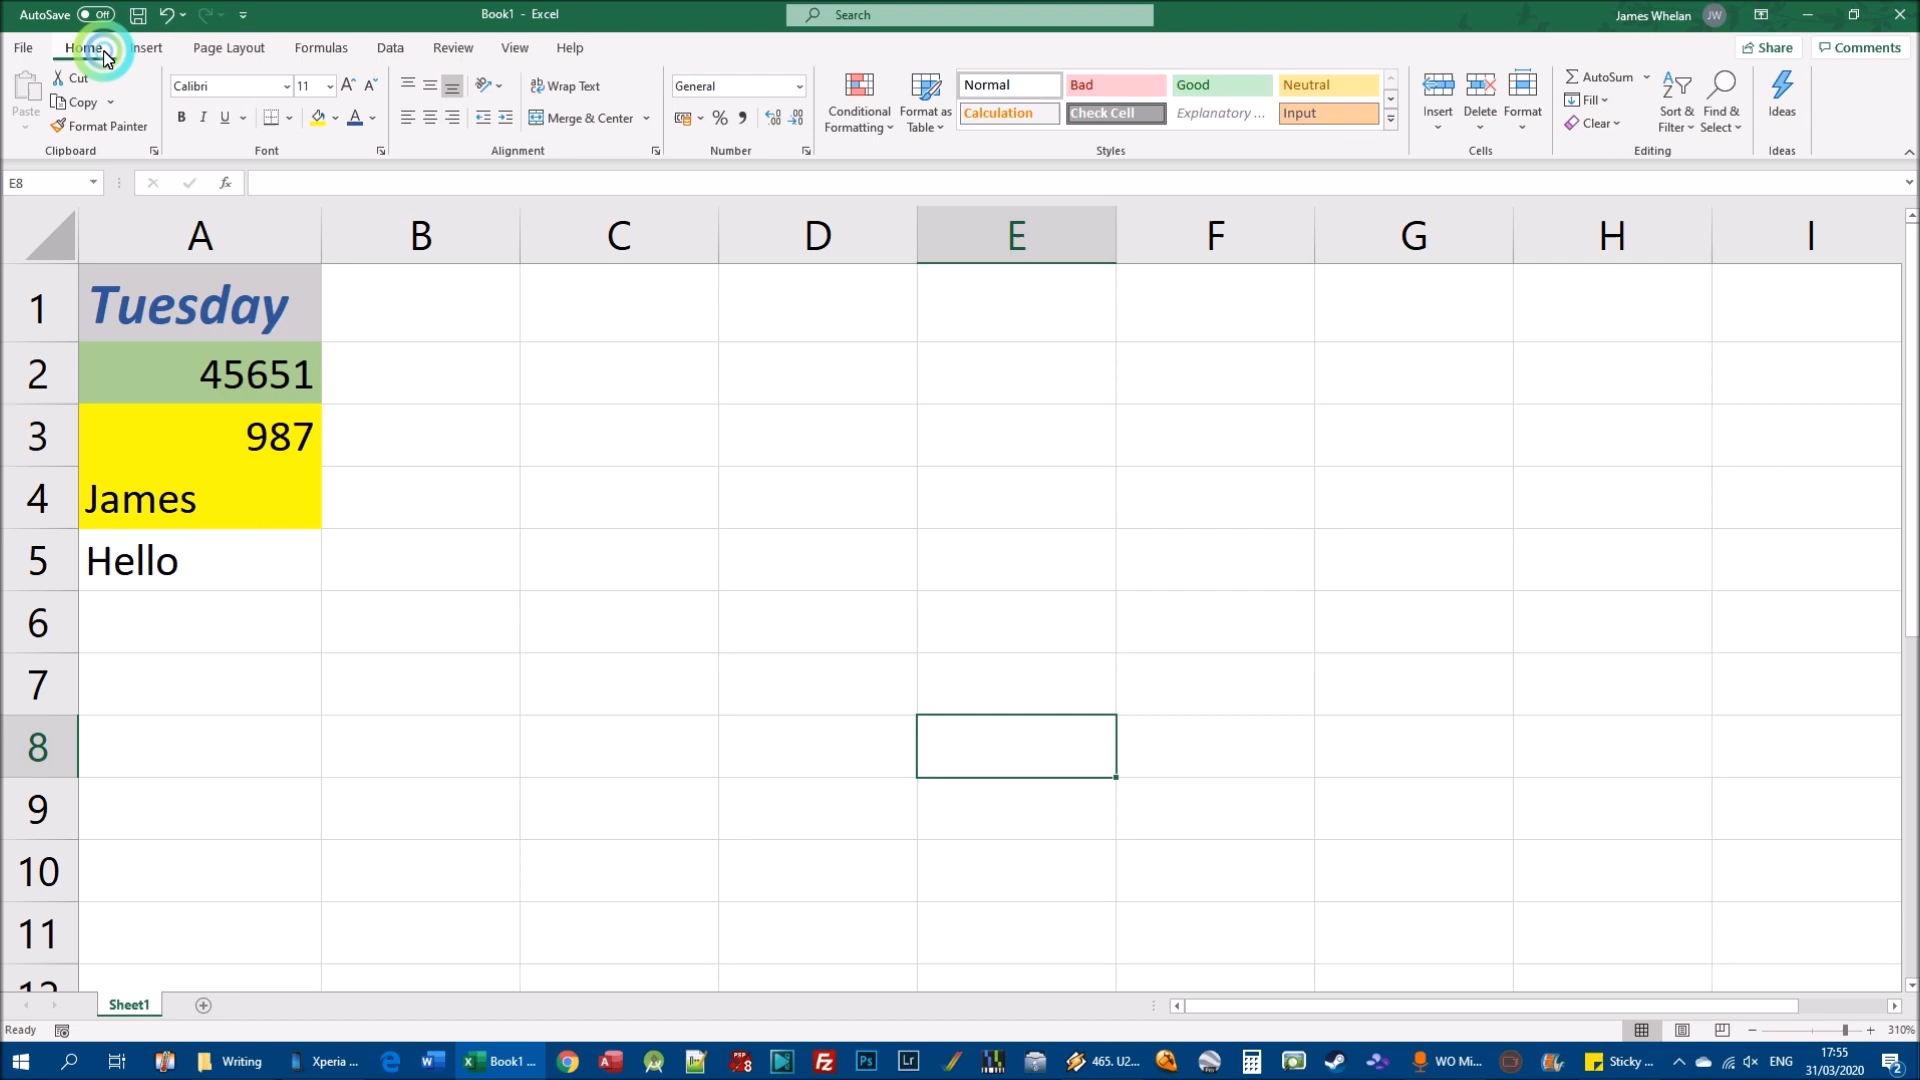 AutoSave Off Book1 - Excel Search James Whelan JW
File Home Insert Page Layout Formulas Data Review View Help Share Comments
Paste Cut Copy Format Painter Clipboard
Calibri 11 A A B I U A Font
Wrap Text Merge & Center Alignment
General % Number
Conditional Formatting Format as Table
Normal Bad Good Neutral
Calculation Check Cell Explanatory ... Input
Styles
Insert Delete Format Cells
AutoSum Fill Clear Sort & Filter Find & Select Editing
Ideas Ideas
E8 fx
A B C D E F G H I
1 Tuesday
2 45651
3 987
4 James
5 Hello
6
7
8
9
10
11
12
Sheet1
Ready 310%
Writing Xperia ... Book1 ... 465. U2... WO Mi... Sticky ... ENG 17:55
31/03/2020 2